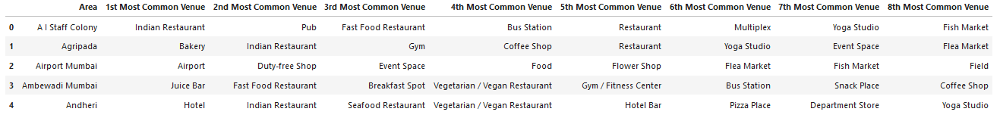 Area 1st Most Common Venue 2nd Most Common Venue 3rd Most Common Venue 4th Most Common Venue 5th Most Common Venue 6th Most Common Venue 7th Most Common Venue 8th Most Common Venue
0 A I Staff Colony Indian Restaurant Pub Fast Food Restaurant Bus Station Restaurant Multiplex Yoga Studio Fish Market
1 Agripada Bakery Indian Restaurant Gym Coffee Shop Restaurant Yoga Studio Event Space Flea Market
2 Airport Mumbai Airport Duty-free Shop Event Space Food Flower Shop Flea Market Fish Market Field
3 Ambewadi Mumbai Juice Bar Fast Food Restaurant Breakfast Spot Vegetarian / Vegan Restaurant Gym / Fitness Center Bus Station Snack Place Coffee Shop
4 Andheri Hotel Indian Restaurant Seafood Restaurant Vegetarian / Vegan Restaurant Hotel Bar Pizza Place Department Store Yoga Studio